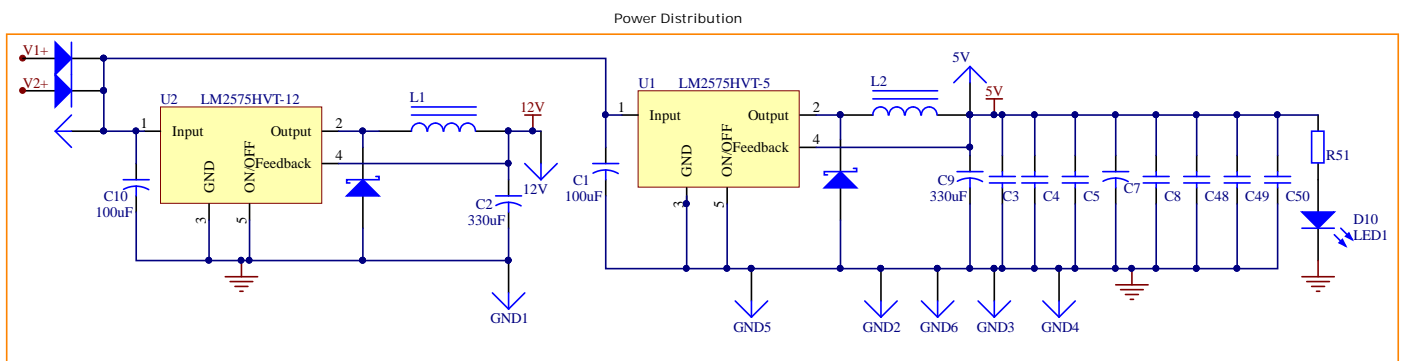 Power Distribution
V1+
V2+
U2 LM2575HVT-12
1 Input Output 2
Feedback 4
GND ON/OFF
3 5
C10
100uF
L1
12V
12V
C2
330uF
GND1
U1 LM2575HVT-5
1 Input Output 2
Feedback 4
GND ON/OFF
3 5
C1
100uF
L2
5V
5V
C9
330uF
C3
C4
C5
C7
C8
C48
C49
C50
R51
D10
LED1
GND5
GND2
GND6
GND3
GND4